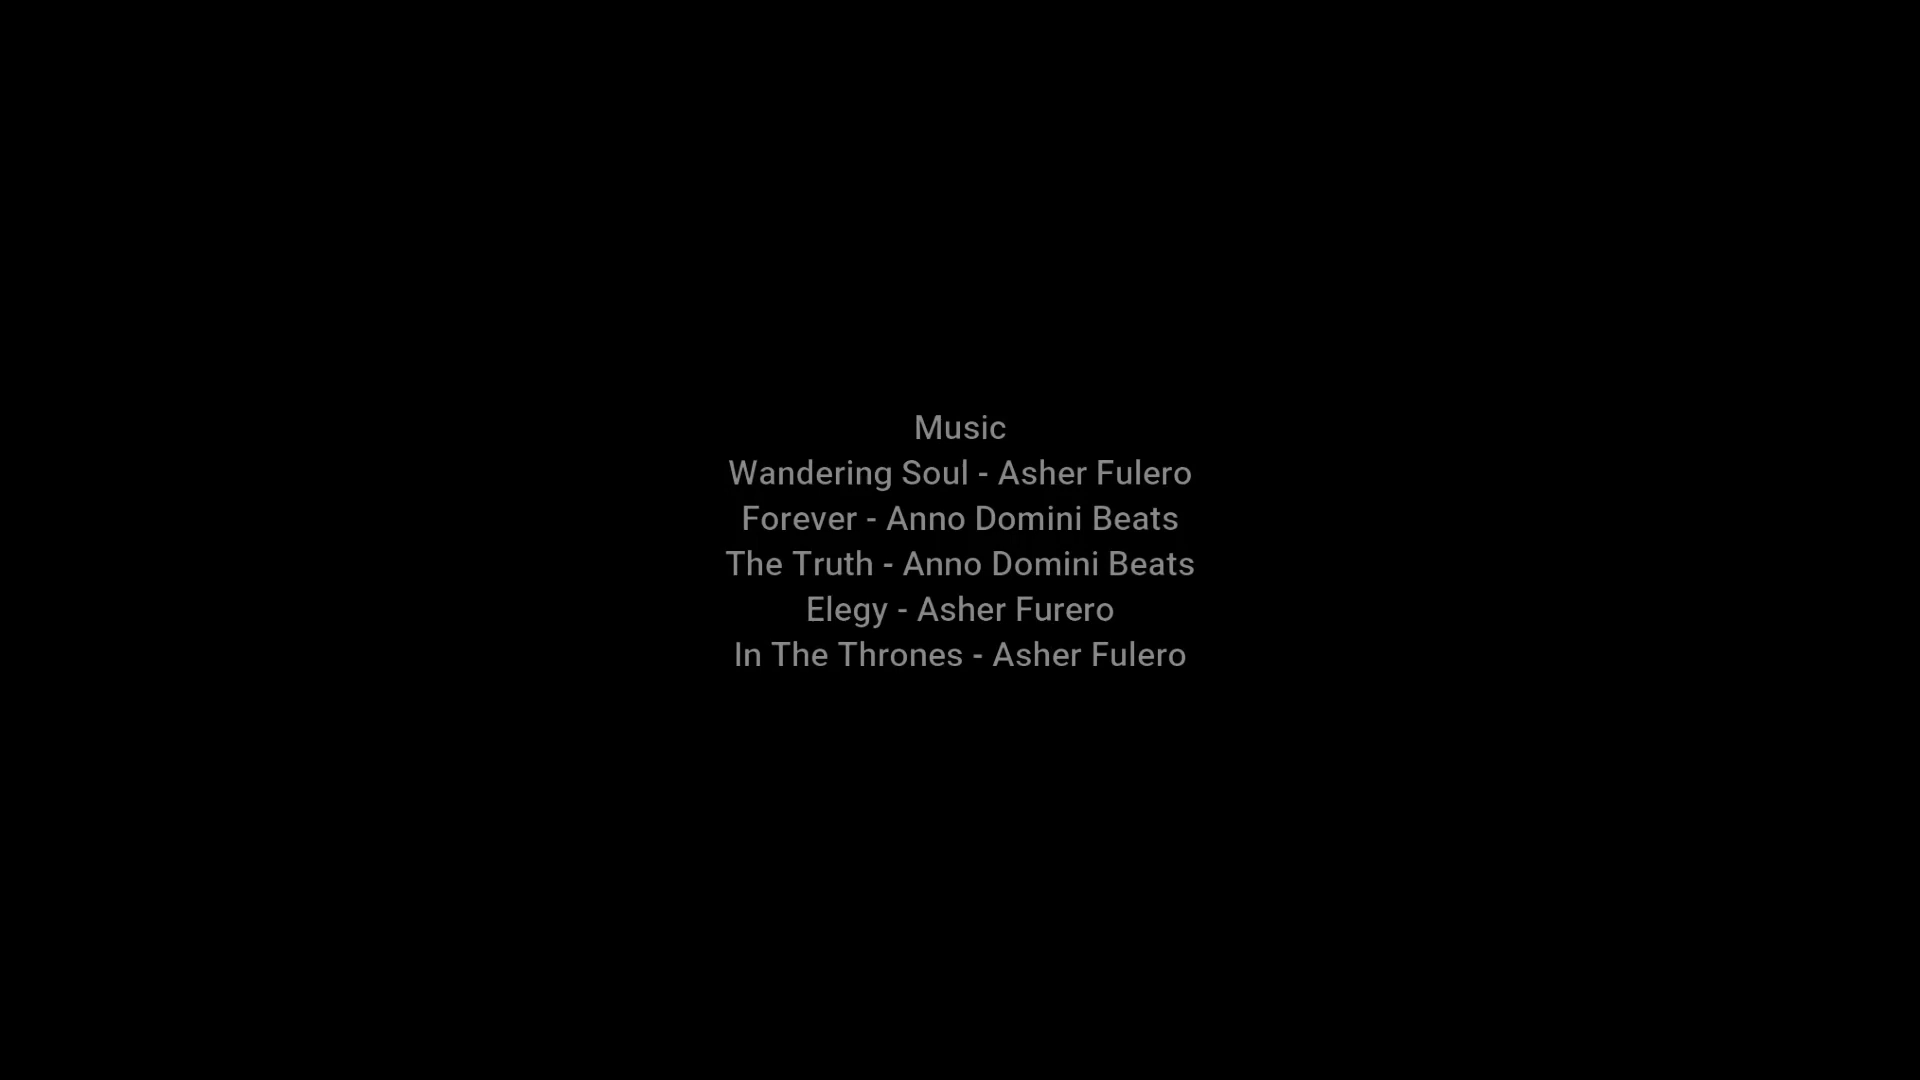 Music
Wandering Soul - Asher Fulero
Forever - Anno Domini Beats
The Truth - Anno Domini Beats
Elegy - Asher Furero
In The Thrones - Asher Fulero